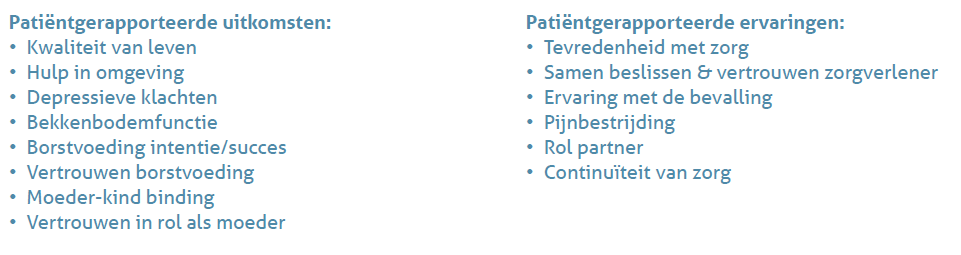 Patiëntgerapporteerde uitkomsten:
• Kwaliteit van leven
• Hulp in omgeving
• Depressieve klachten
• Bekkenbodemfunctie
• Borstvoeding intentie/succes
• Vertrouwen borstvoeding
• Moeder-kind binding
• Vertrouwen in rol als moeder
Patiëntgerapporteerde ervaringen:
• Tevredenheid met zorg
• Samen beslissen & vertrouwen zorgverlener
• Ervaring met de bevalling
• Pijnbestrijding
• Rol partner
• Continuïteit van zorg